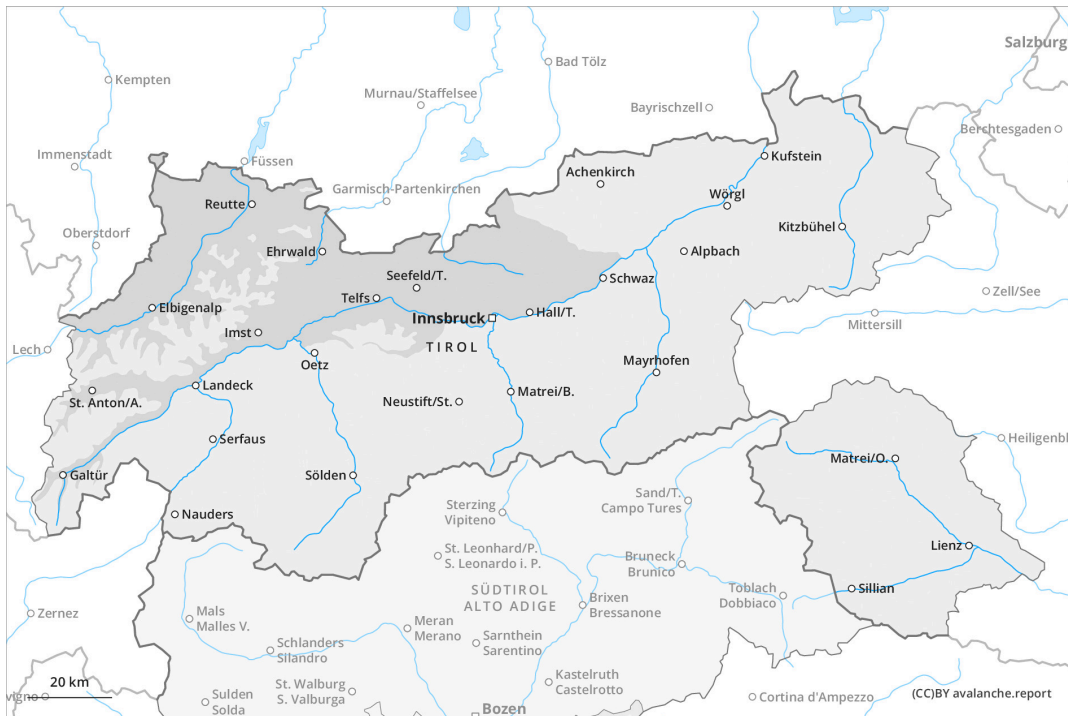 Salzburg
Kempten
Bad Tölz
Murnau/Staffelsee
Bayrischzell
Berchtesgaden
Immenstadt
Füssen
Kufstein
Achenkirch
Garmisch-Partenkirchen
Reutte
Wörgl
Oberstdorf
Kitzbühel
Ehrwald
Alpbach
Seefeld/T.
Schwaz
Telfs
Zell/See
Elbigenalp
Hall/T.
Innsbruck
Mittersill
Imst
Lech
TIROL
Oetz
Mayrhofen
Landeck
Matrei/B.
St. Anton/A.
Neustift/St.
Serfaus
Heiligenbl
Matrei/O.
Galtür
Sölden
Sand/T.
Campo Tures
Sterzing
Vipiteno
Nauders
Lienz
St. Leonhard/P.
S. Leonardo i. P.
Bruneck
Brunico
SÜDTIROL
ALTO ADIGE
Toblach
Dobbiaco
Sillian
Brixen
Bressanone
Zernez
Mals
Malles V.
Meran
Merano
Sarnthein
Sarentino
Schlanders
Silandro
Kastelruth
Castelrotto
20 km
St. Walburg
S. Valburga
vigno
Sulden
Solda
Cortina d'Ampezzo
(CC)BY avalanche.report
Bozen